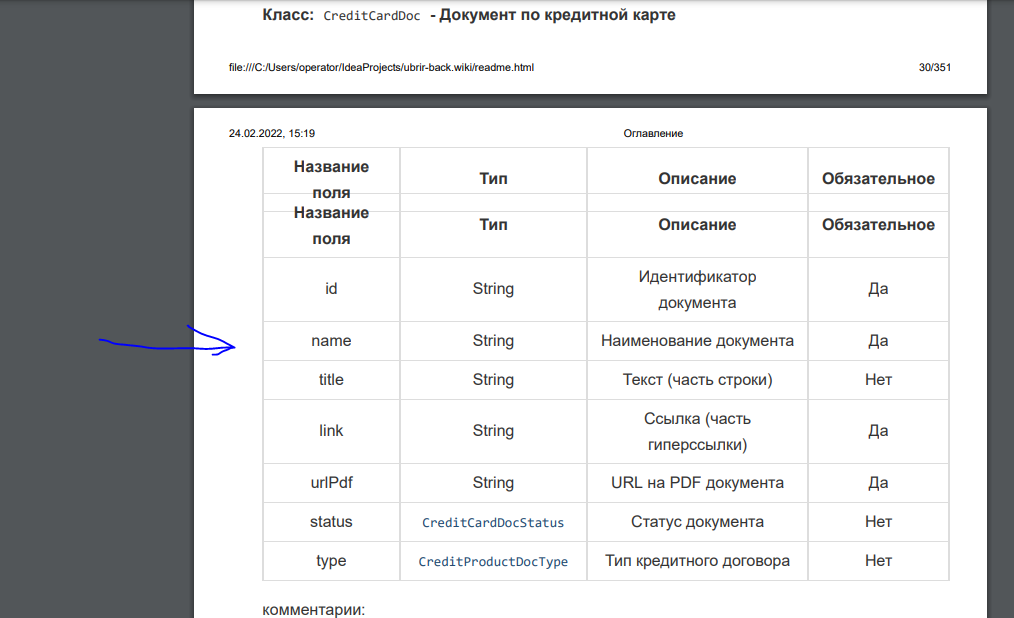 Класс: CreditCardDoc - Документ по кредитной карте
file:///C:/Users/operator/IdeaProjects/ubrir-back.wiki/readme.html 30/351
24.02.2022, 15:19 Оглавление
Название поля Тип Описание Обязательное
Название поля Тип Описание Обязательное
id String Идентификатор документа Да
name String Наименование документа Да
title String Текст (часть строки) Нет
link String Ссылка (часть гиперссылки) Да
urlPdf String URL на PDF документа Да
status CreditCardDocStatus Статус документа Нет
type CreditProductDocType Тип кредитного договора Нет
комментарии: